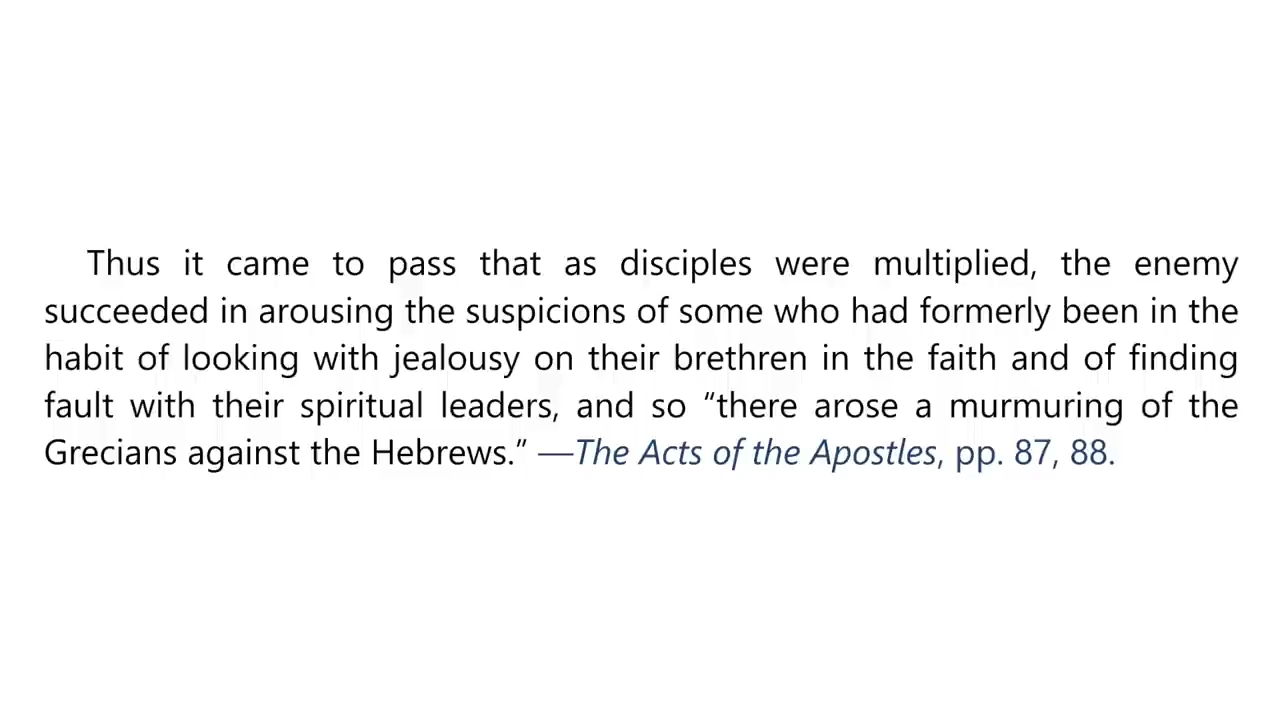 Thus it came to pass that as disciples were multiplied, the enemy
succeeded in arousing the suspicions of some who had formerly been in the
habit of looking with jealousy on their brethren in the faith and of finding
fault with their spiritual leaders, and so “there arose a murmuring of the
Grecians against the Hebrews.” —The Acts of the Apostles, pp. 87, 88.